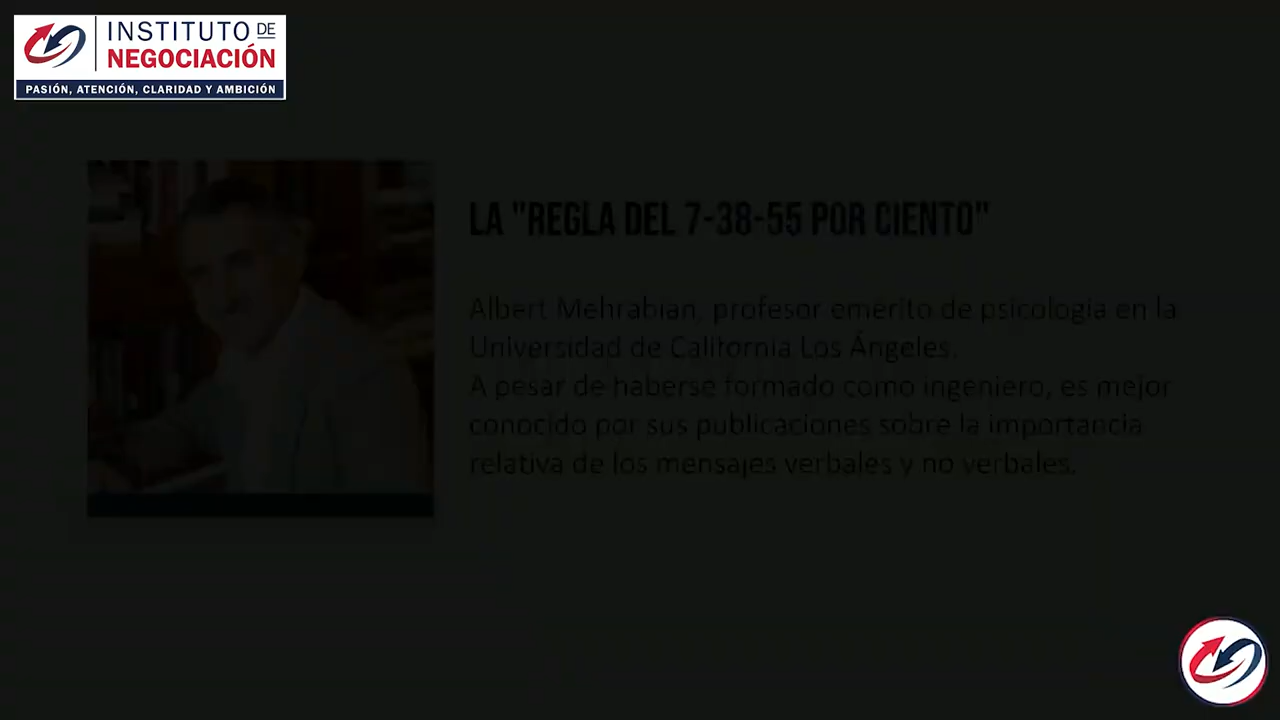 INSTITUTO DE
NEGOCIACIÓN
PASIÓN, ATENCIÓN, CLARIDAD Y AMBICIÓN
LA "REGLA DEL 7-38-55 POR CIENTO"
Albert Mehrabian, profesor emérito de psicología en la
Universidad de California Los Ángeles.
A pesar de haberse formado como ingeniero, es mejor
conocido por sus publicaciones sobre la importancia
relativa de los mensajes verbales y no verbales.